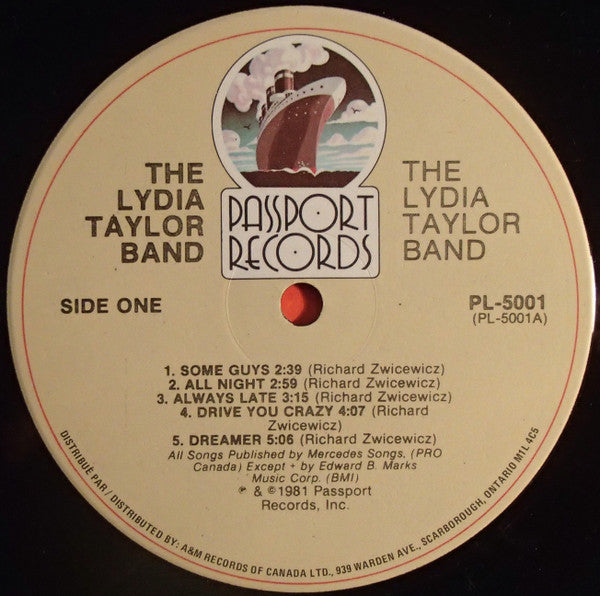 PASSPORT
RECORDS
THE
LYDIA
TAYLOR
BAND
THE
LYDIA
TAYLOR
BAND
SIDE ONE
PL-5001
(PL-5001A)
1. SOME GUYS 2:39 (Richard Zwicewicz)
2. ALL NIGHT 2:59 (Richard Zwicewicz)
3. ALWAYS LATE 3:15 (Richard Zwicewicz)
4. DRIVE YOU CRAZY 4:07 (Richard
Zwicewicz)
5. DREAMER 5:06 (Richard Zwicewicz)
All Songs Published by Mercedes Songs. (PRO
Canada) Except + by Edward B. Marks
Music Corp. (BMI)
℗ & ©1981 Passport
Records, Inc.
DISTRIBUÉ PAR / DISTRIBUTED BY: A&M RECORDS OF CANADA LTD., 939 WARDEN AVE., SCARBOROUGH, ONTARIO M1L 4C5